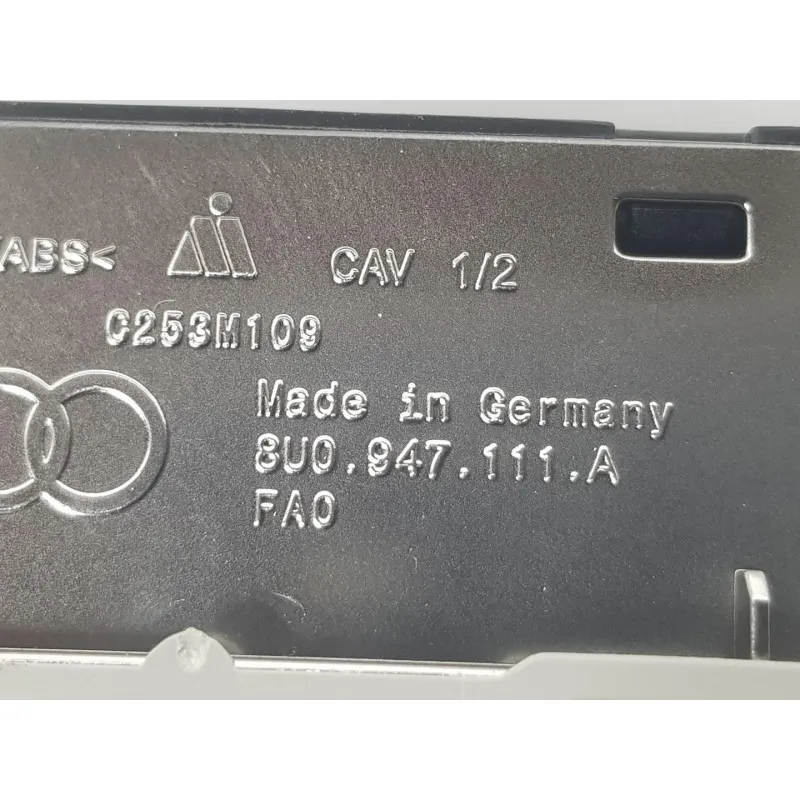 ABS< CAV 1/2
C253M109
Made in Germany
8U0.947.111.A
FA0